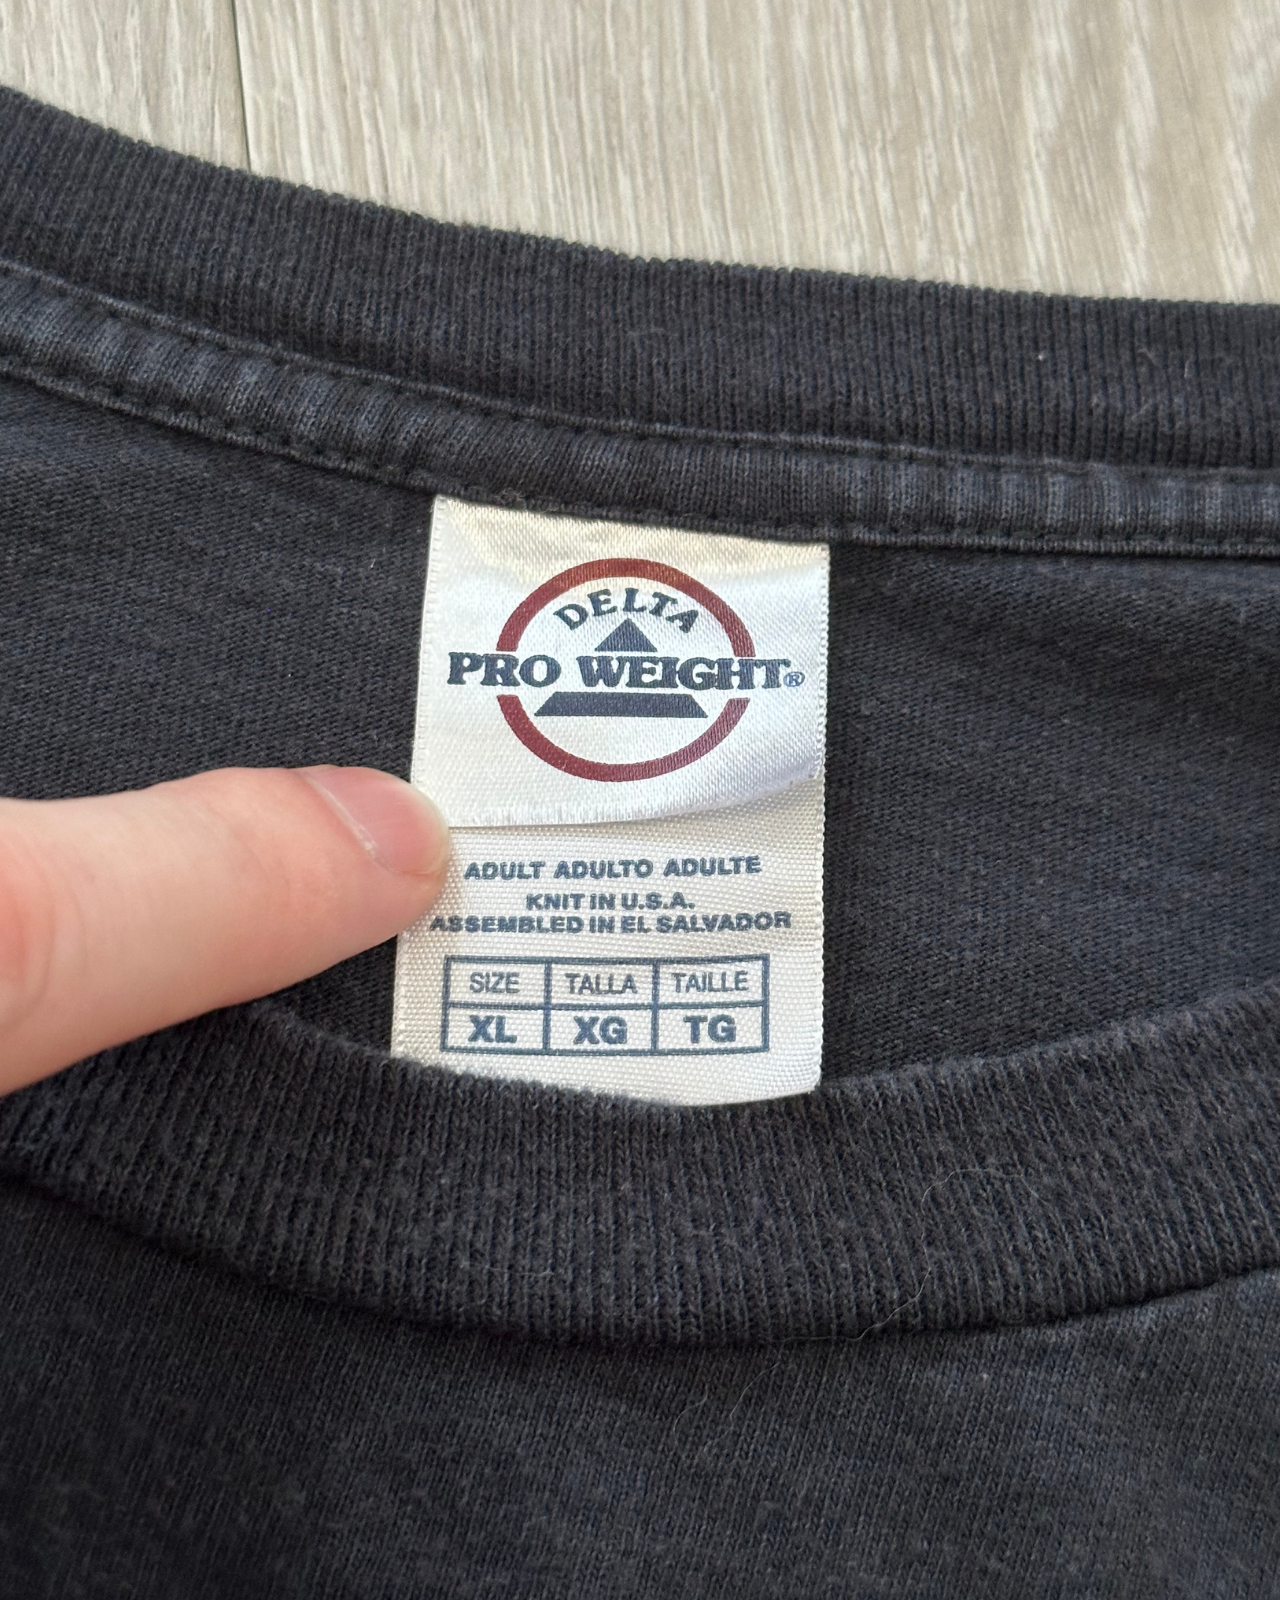 DELTA
PRO WEIGHT®
ADULT ADULTO ADULTE
KNIT IN U.S.A.
ASSEMBLED IN EL SALVADOR
SIZE TALLA TAILLE
XL XG TG